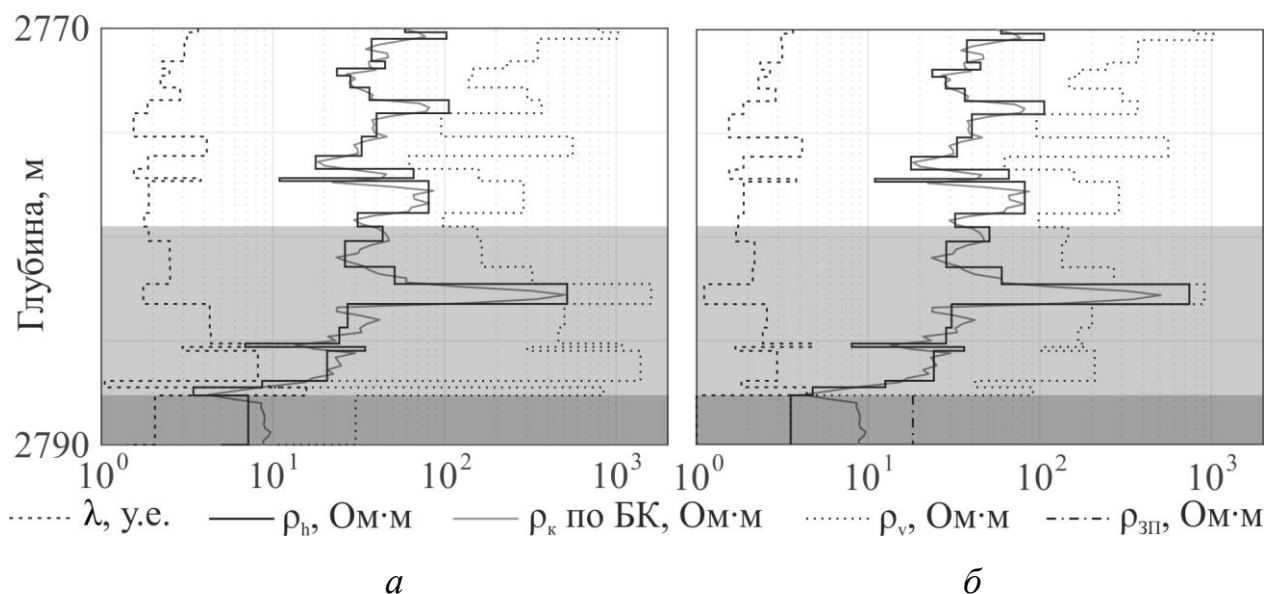 2770
Глубина, м
2790
10⁰ 10¹ 10² 10³ 10⁰ 10¹ 10² 10³
λ, у.е. ρₕ, Ом·м ρк по БК, Ом·м ρᵥ, Ом·м ρЗП, Ом·м
а б